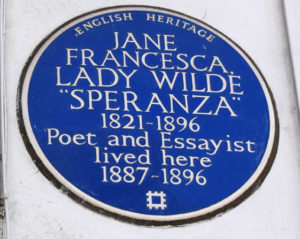 ENGLISH HERITAGE
JANE
FRANCESCA,
LADY WILDE
"SPERANZA"
1821-1896
Poet and Essayist
lived here
1887-1896